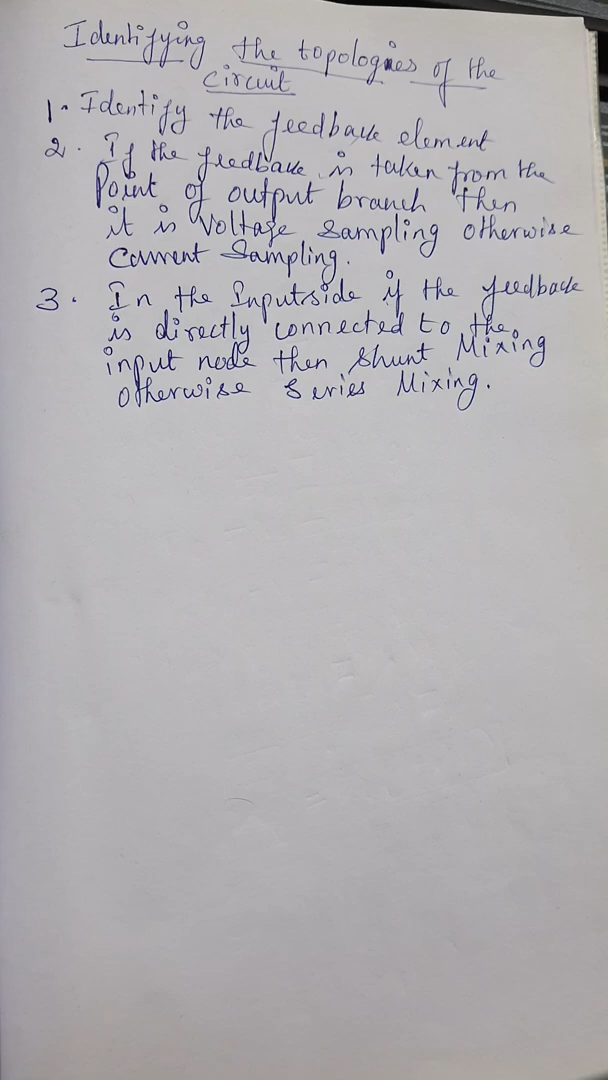 Identifying the topologies of the
circuit
1. Identify the feedback element
2. If the feedback is taken from the
Point of output branch then
it is Voltage Sampling otherwise
Current Sampling.
3. In the Inputside if the feedback
is directly connected to the
input node then Shunt Mixing
otherwise Series Mixing.